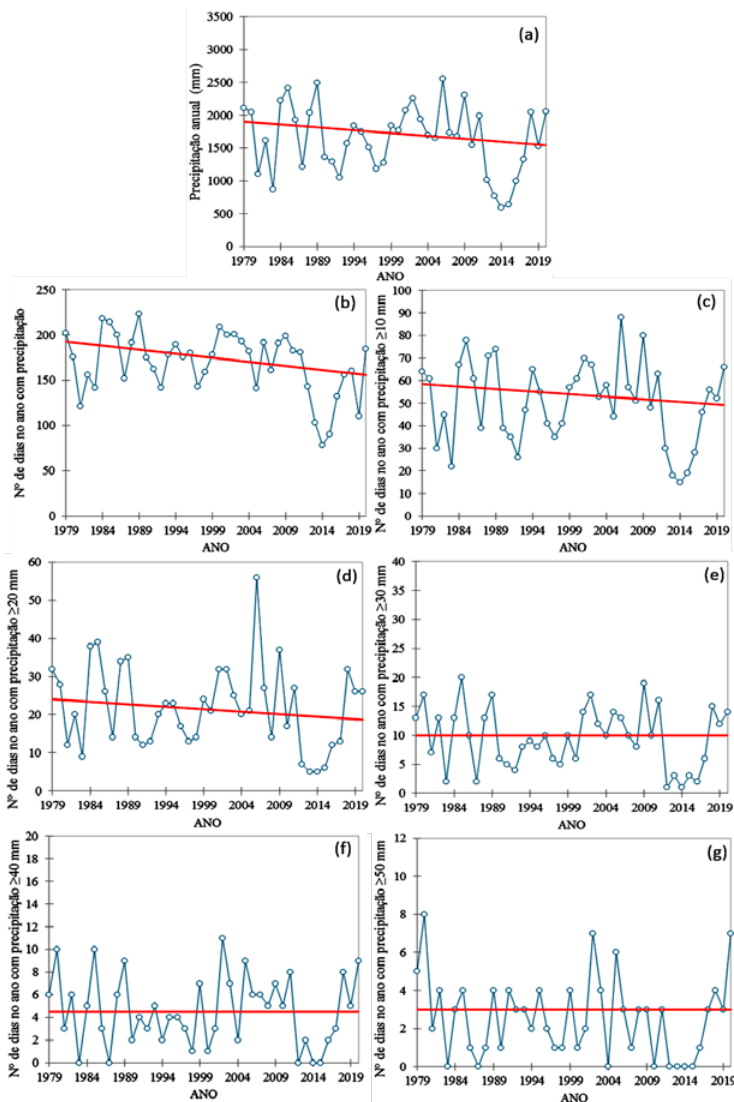 (a)
Precipitação anual (mm)
3500
3000
2500
2000
1500
1000
500
0
1979 1984 1989 1994 1999 2004 2009 2014 2019
ANO
(b)
Nº de dias no ano com precipitação
250
200
150
100
50
0
1979 1984 1989 1994 1999 2004 2009 2014 2019
ANO
(c)
Nº de dias no ano com precipitação ≥10 mm
100
90
80
70
60
50
40
30
20
10
0
1979 1984 1989 1994 1999 2004 2009 2014 2019
ANO
(d)
Nº de dias no ano com precipitação ≥20 mm
60
50
40
30
20
10
0
1979 1984 1989 1994 1999 2004 2009 2014 2019
ANO
(e)
Nº de dias no ano com precipitação ≥30 mm
40
35
30
25
20
15
10
5
0
1979 1984 1989 1994 1999 2004 2009 2014 2019
ANO
(f)
Nº de dias no ano com precipitação ≥40 mm
20
18
16
14
12
10
8
6
4
2
0
1979 1984 1989 1994 1999 2004 2009 2014 2019
ANO
(g)
Nº de dias no ano com precipitação ≥50 mm
12
10
8
6
4
2
0
1979 1984 1989 1994 1999 2004 2009 2014 2019
ANO